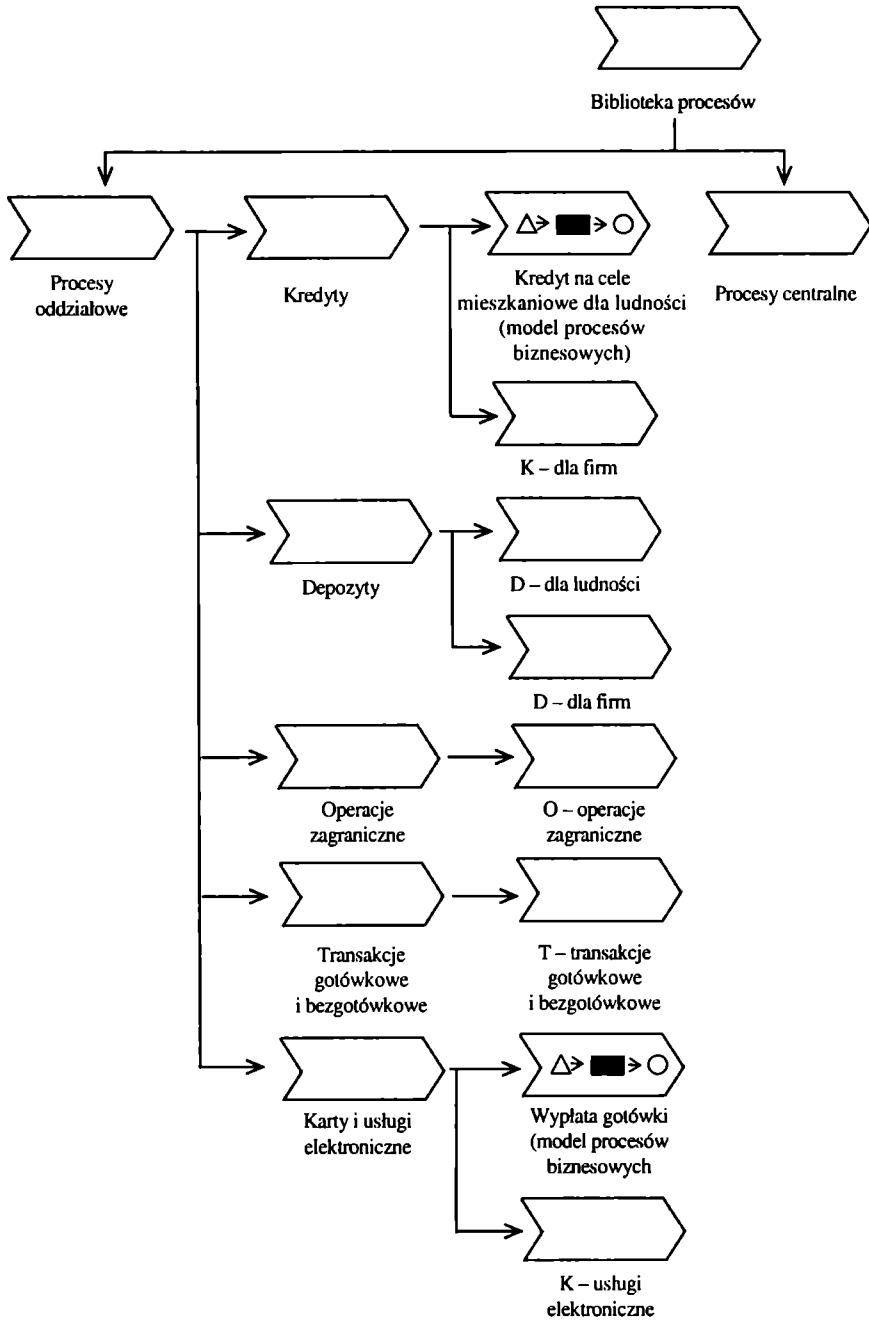 Biblioteka procesów
Procesy
oddziałowe
Kredyty
Kredyt na cele
mieszkaniowe dla ludności
(model procesów
biznesowych)
Procesy centralne
K – dla firm
Depozyty
D – dla ludności
D – dla firm
Operacje
zagraniczne
O – operacje
zagraniczne
Transakcje
gotówkowe
i bezgotówkowe
T – transakcje
gotówkowe
i bezgotówkowe
Karty i usługi
elektroniczne
Wypłata gotówki
(model procesów
biznesowych
K – usługi
elektroniczne